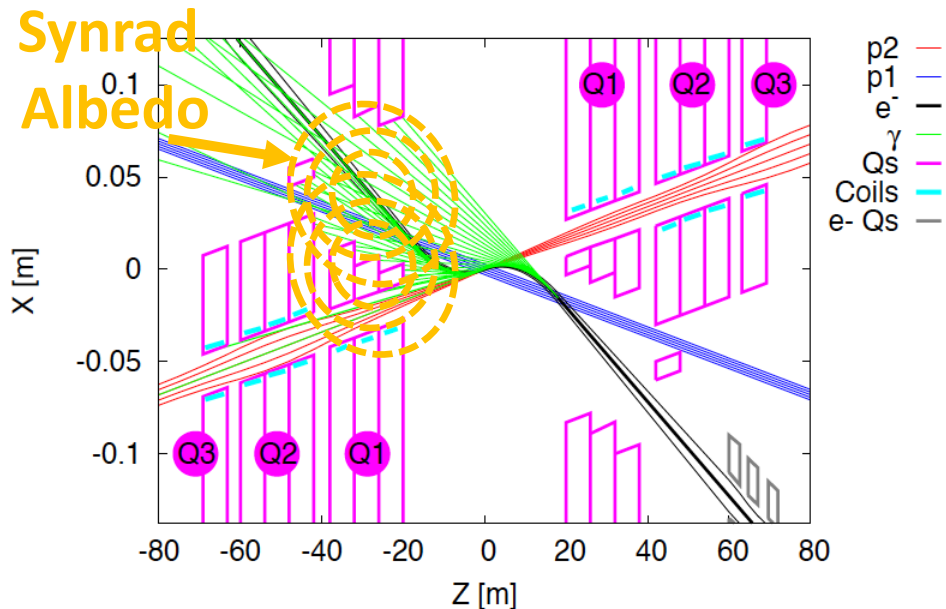 Synrad
Albedo
0.1
0.05
0
-0.05
-0.1
X [m]
-80 -60 -40 -20 0 20 40 60 80
Z [m]
Q1 Q2 Q3
Q3 Q2 Q1
p2
p1
e-
γ
Qs
Coils
e- Qs